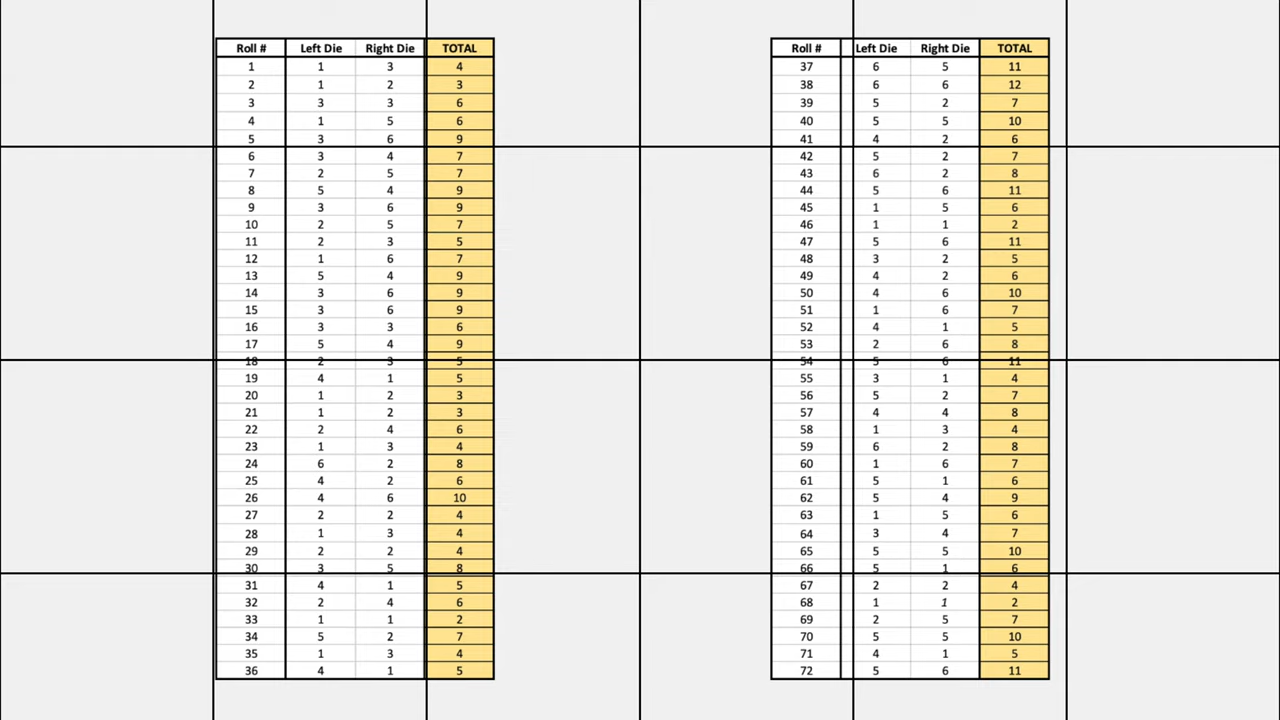 Roll # Left Die Right Die TOTAL
1 1 3 4
2 1 2 3
3 3 3 6
4 1 5 6
5 3 6 9
6 3 4 7
7 2 5 7
8 5 4 9
9 3 6 9
10 2 5 7
11 2 3 5
12 1 6 7
13 5 4 9
14 3 6 9
15 3 6 9
16 3 3 6
17 5 4 9
18 2 3 5
19 4 1 5
20 1 2 3
21 1 2 3
22 2 4 6
23 1 3 4
24 6 2 8
25 4 2 6
26 4 6 10
27 2 2 4
28 1 3 4
29 2 2 4
30 3 5 8
31 4 1 5
32 2 4 6
33 1 1 2
34 5 2 7
35 1 3 4
36 4 1 5
Roll # Left Die Right Die TOTAL
37 6 5 11
38 6 6 12
39 5 2 7
40 5 5 10
41 4 2 6
42 5 2 7
43 6 2 8
44 5 6 11
45 1 5 6
46 1 1 2
47 5 6 11
48 3 2 5
49 4 2 6
50 4 6 10
51 1 6 7
52 4 1 5
53 2 6 8
54 5 6 11
55 3 1 4
56 5 2 7
57 4 4 8
58 1 3 4
59 6 2 8
60 1 6 7
61 5 1 6
62 5 4 9
63 1 5 6
64 3 4 7
65 5 5 10
66 5 1 6
67 2 2 4
68 1 1 2
69 2 5 7
70 5 5 10
71 4 1 5
72 5 6 11